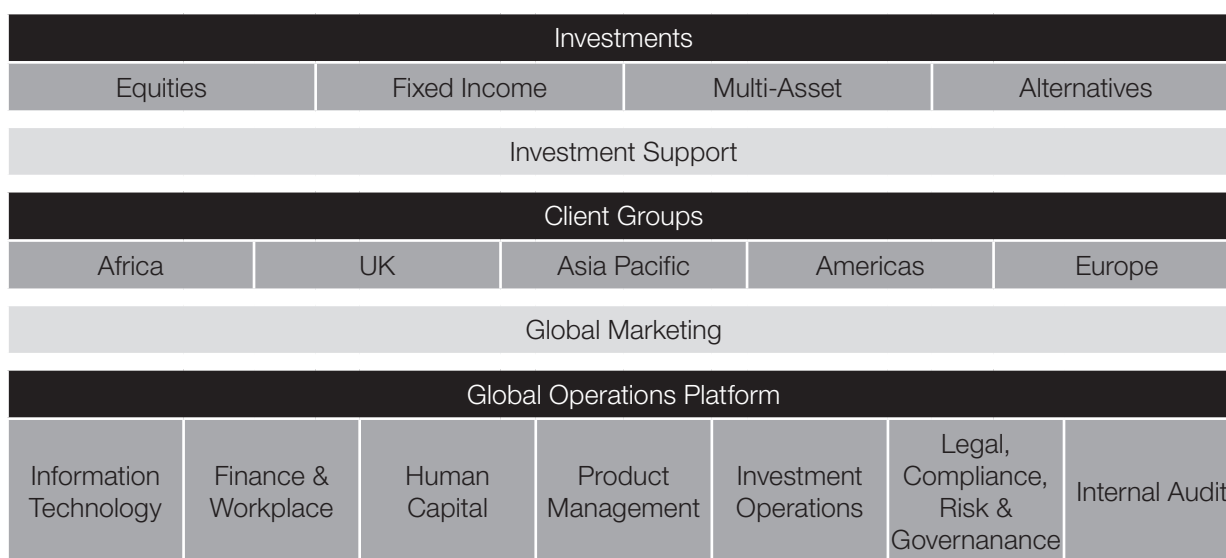 Investments
Equities
Fixed Income
Multi-Asset
Alternatives
Investment Support
Client Groups
Africa
UK
Asia Pacific
Americas
Europe
Global Marketing
Global Operations Platform
Information
Technology
Finance &
Workplace
Human
Capital
Product
Management
Investment
Operations
Legal,
Compliance,
Risk &
Governanance
Internal Audit